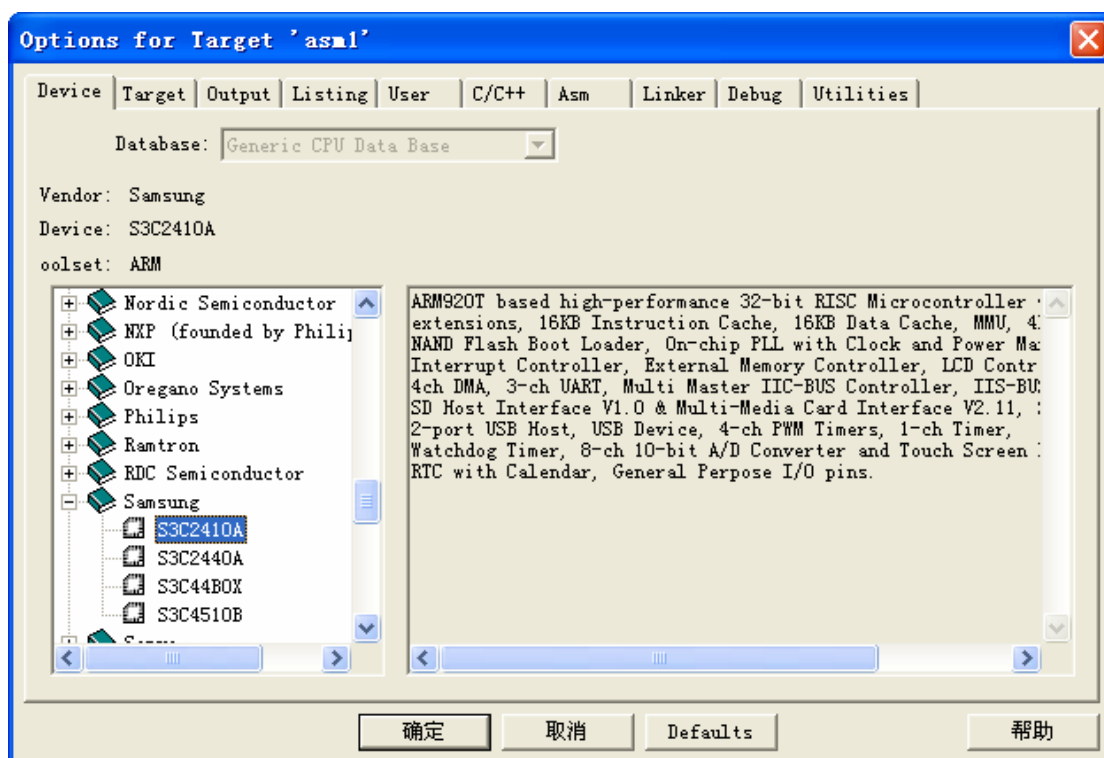 Options for Target 'asm1'
Device Target Output Listing User C/C++ Asm Linker Debug Utilities
Database: Generic CPU Data Base
Vendor: Samsung
Device: S3C2410A
oolset: ARM
Nordic Semiconductor
NXP (founded by Philip
OKI
Oregano Systems
Philips
Ramtron
RDC Semiconductor
Samsung
S3C2410A
S3C2440A
S3C44B0X
S3C4510B
ARM920T based high-performance 32-bit RISC Microcontroller
extensions, 16KB Instruction Cache, 16KB Data Cache, MMU,
NAND Flash Boot Loader, On-chip PLL with Clock and Power Ma
Interrupt Controller, External Memory Controller, LCD Contr
4ch DMA, 3-ch UART, Multi Master IIC-BUS Controller, IIS-BU
SD Host Interface V1.0 & Multi-Media Card Interface V2.11,
2-port USB Host, USB Device, 4-ch PWM Timers, 1-ch Timer,
Watchdog Timer, 8-ch 10-bit A/D Converter and Touch Screen
RTC with Calendar, General Perpose I/O pins.
确定 取消 Defaults 帮助